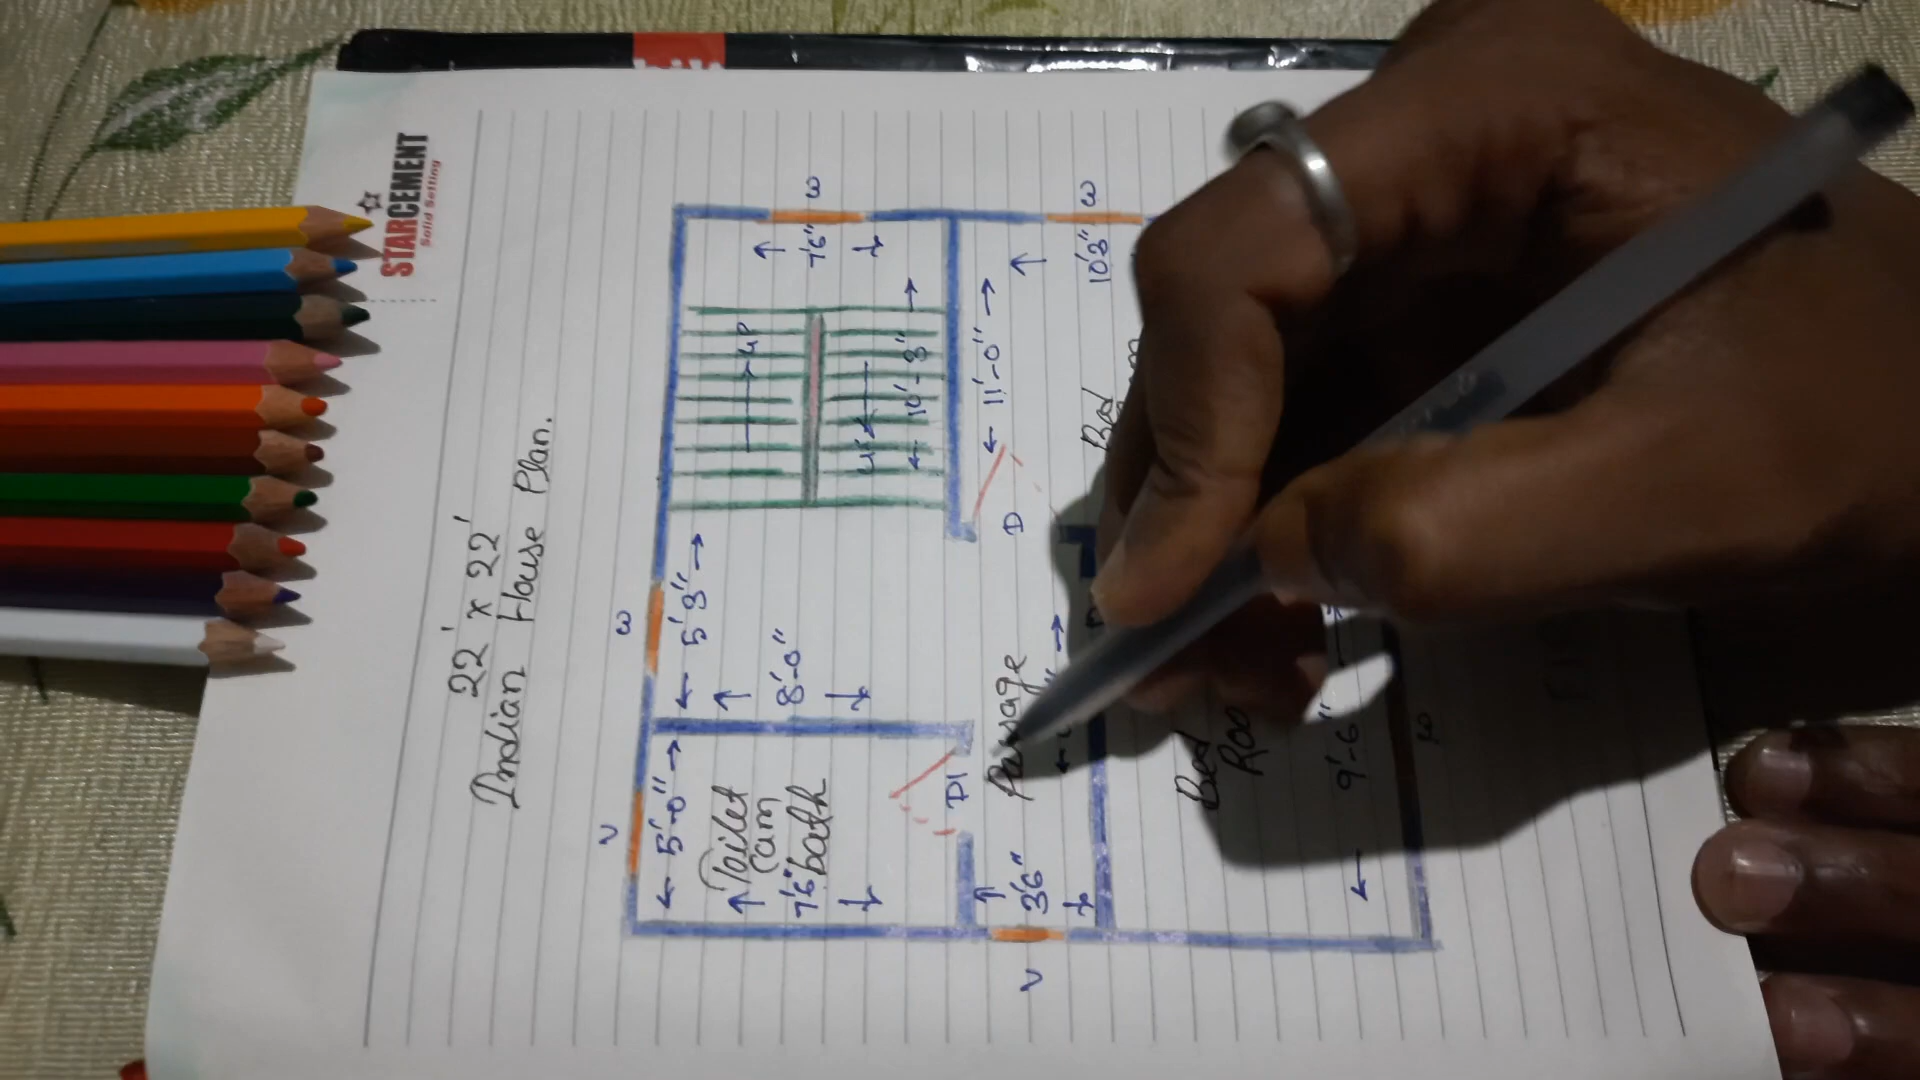 STARCEMENT
Solid Setting
22' x 22'
Indian House Plan.
V
W
← 5'-0" →
← 5'3" →
Toilet
cum
bath
7'6"
8'-0"
UP
UP
7'6"
W
10'-3"
D1
D
← 11'-0" →
Passage
3'6"
V
10'3"
W
Bed
Bed
9'-6"